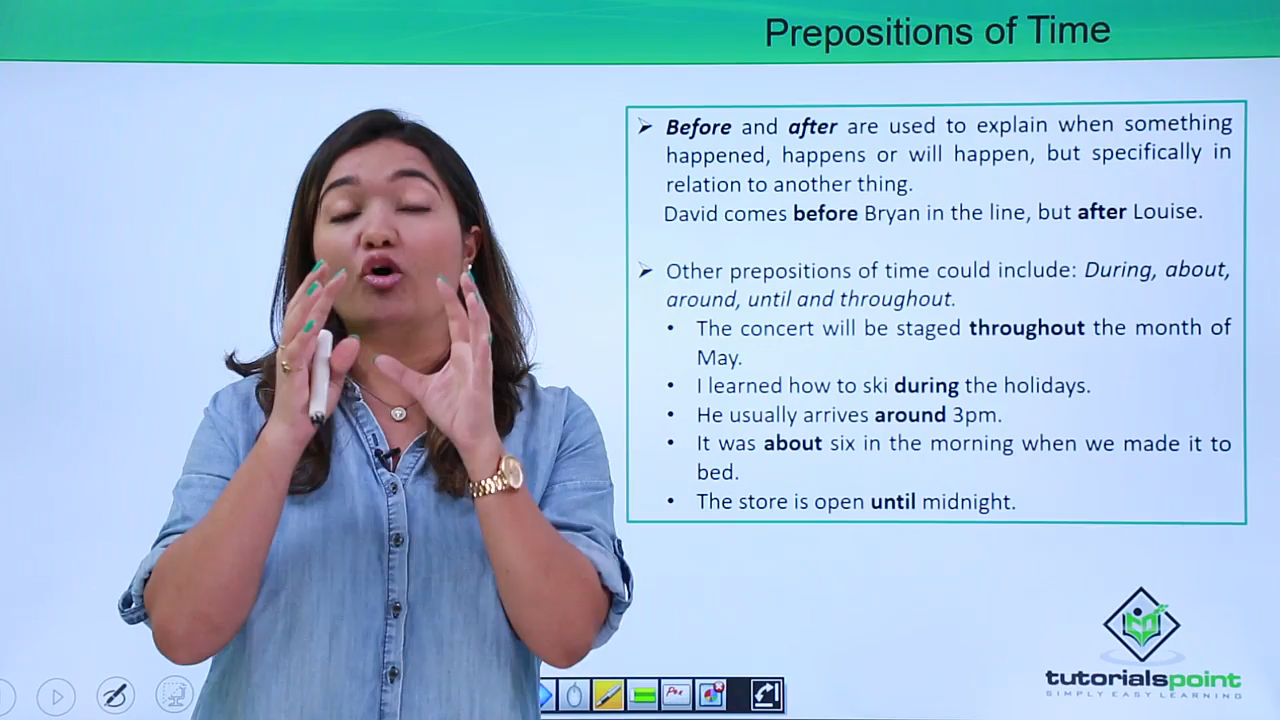 Prepositions of Time
Before and after are used to explain when something
happened, happens or will happen, but specifically in
relation to another thing.
David comes before Bryan in the line, but after Louise.
Other prepositions of time could include: During, about,
around, until and throughout.
The concert will be staged throughout the month of
May.
I learned how to ski during the holidays.
He usually arrives around 3pm.
It was about six in the morning when we made it to
bed.
The store is open until midnight.
tutorialspoint
SIMPLY EASY LEARNING
Pen